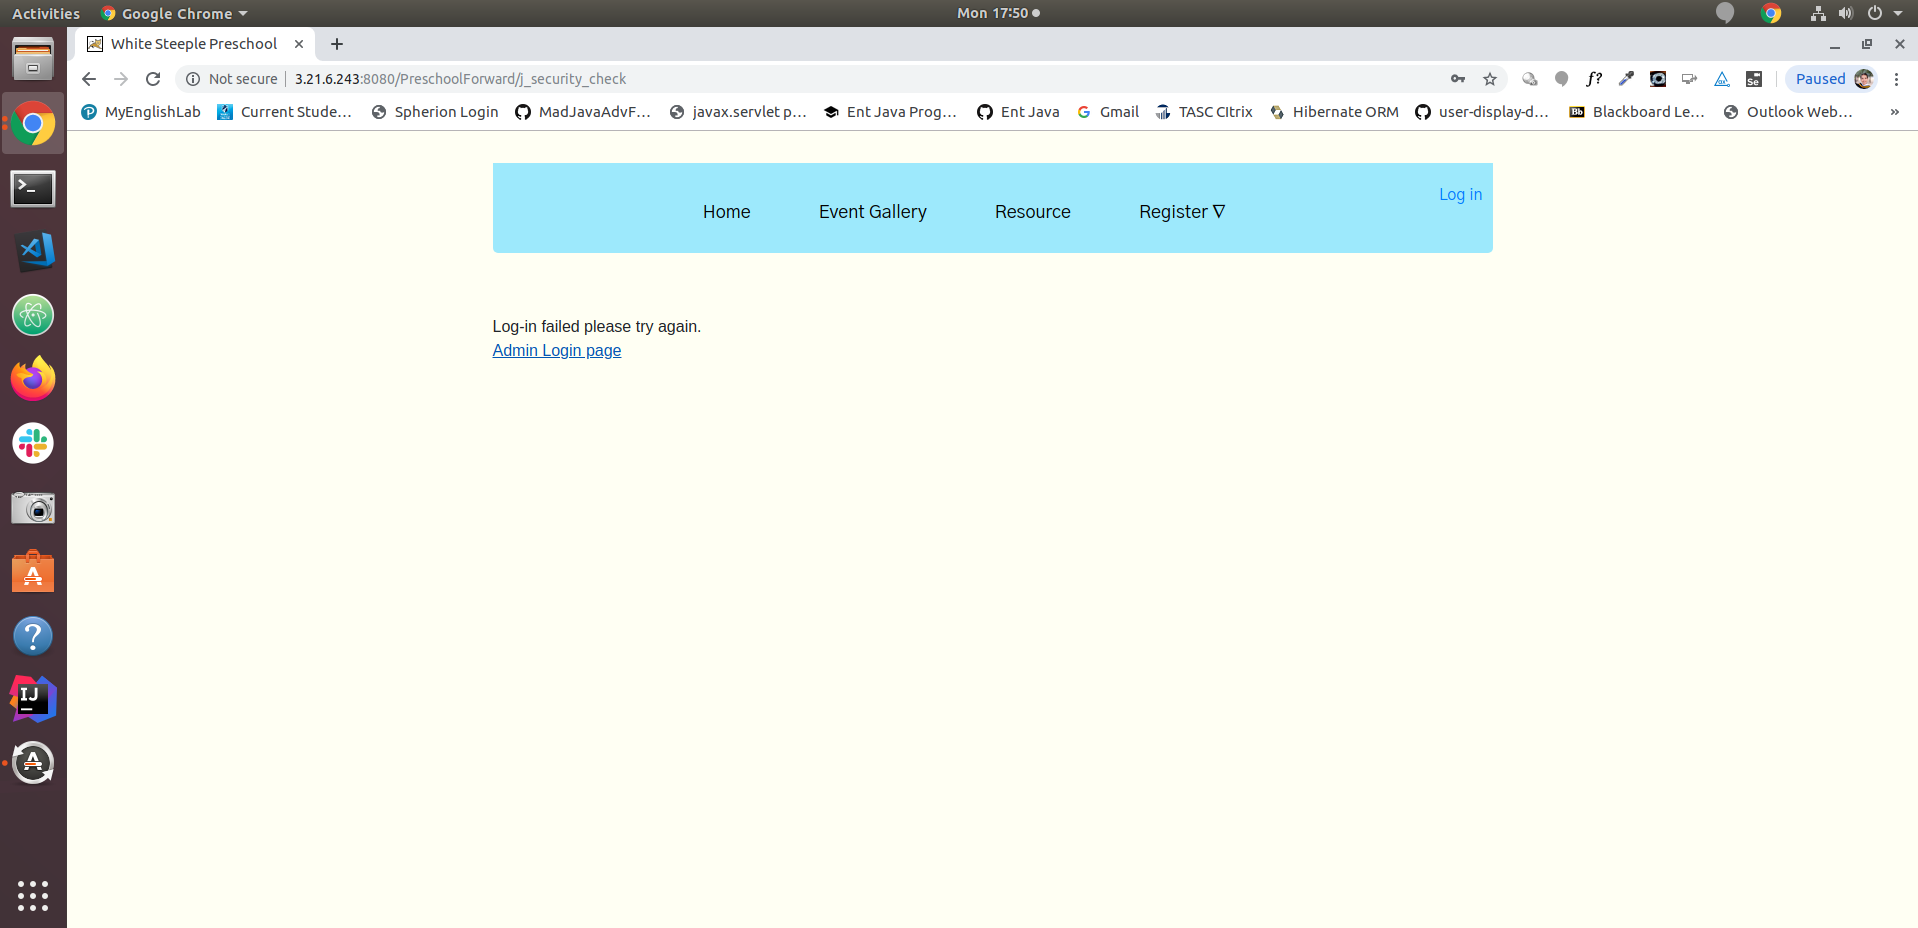 Activities Google Chrome Mon 17:50
White Steeple Preschool
Not secure 3.21.6.243:8080/PreschoolForward/j_security_check f? Se Paused
MyEnglishLab Current Stude... Spherion Login MadJavaAdvF... javax.servlet p... Ent Java Prog... Ent Java Gmail TASC CItrix Hibernate ORM user-display-d... Bb Blackboard Le... Outlook Web... »
Log in
Home Event Gallery Resource Register ∇
Log-in failed please try again.
Admin Login page
IJ